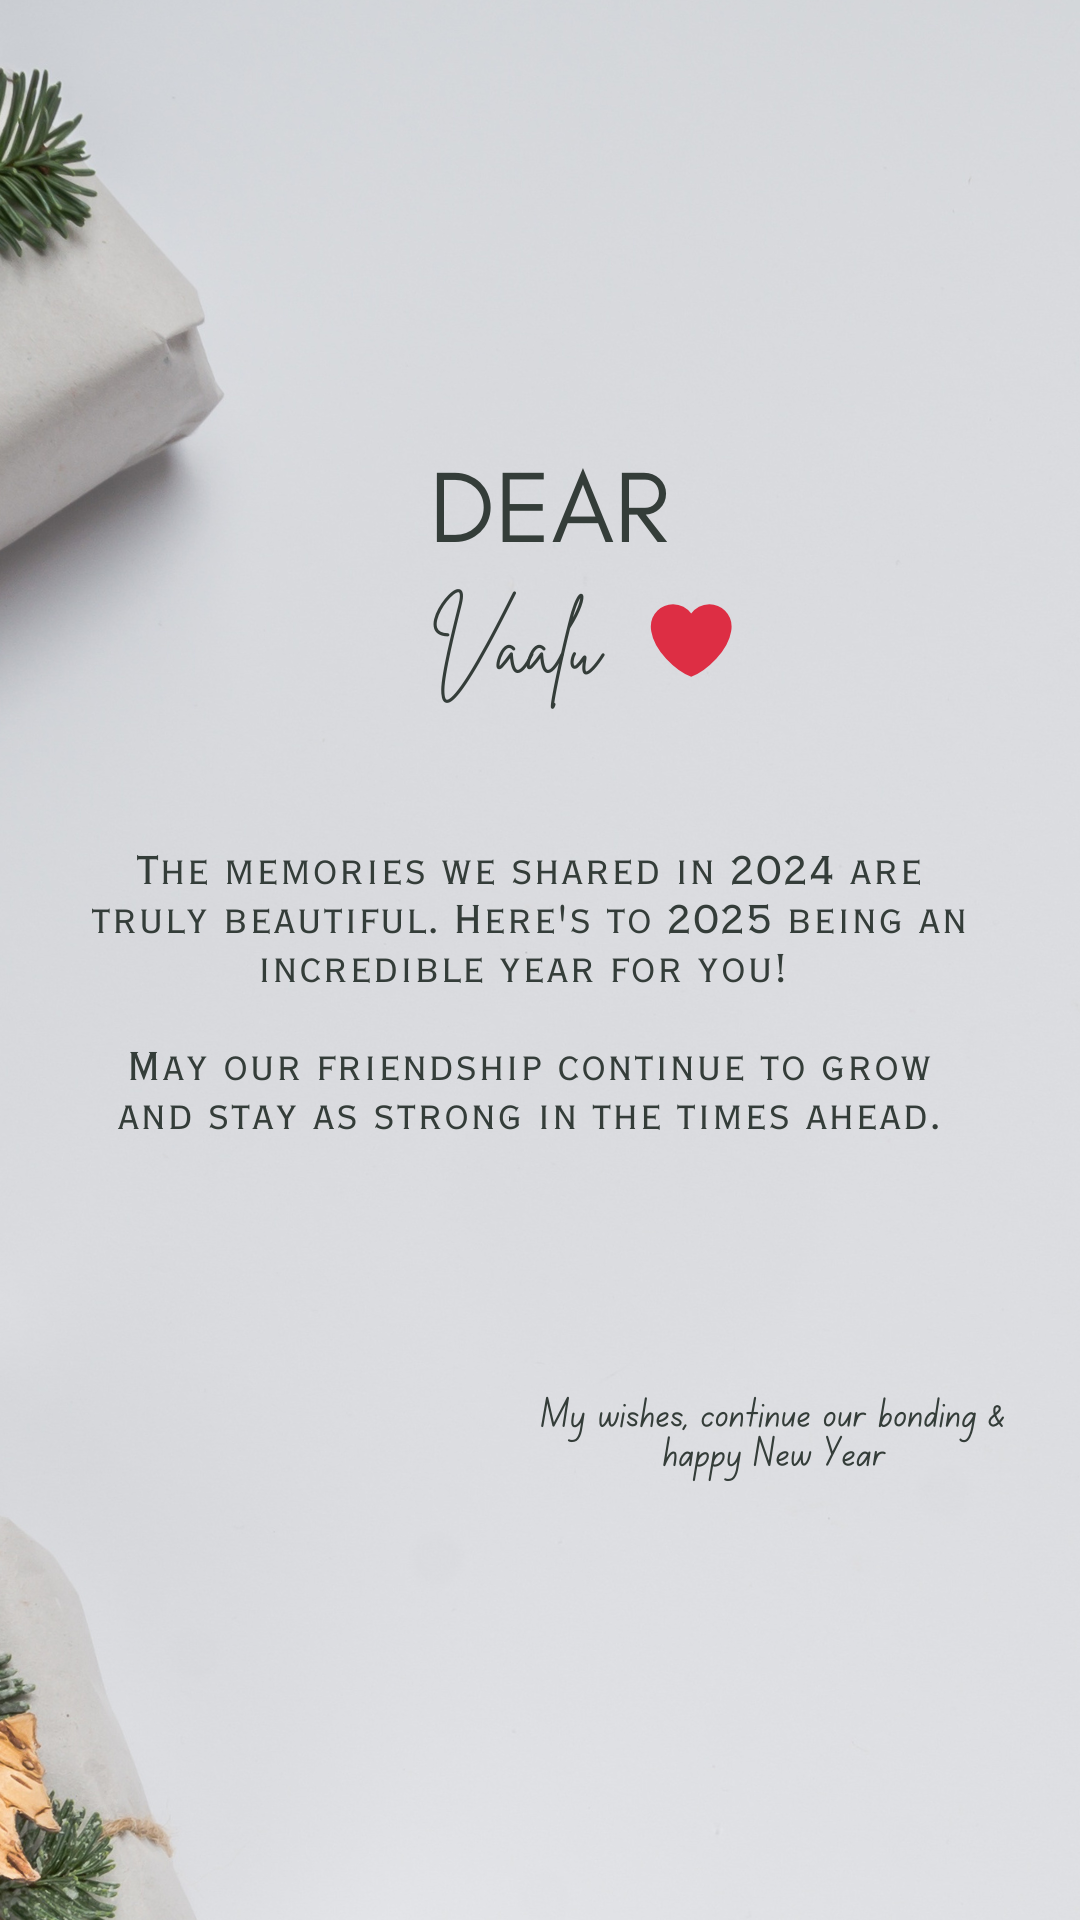 DEAR
Vaalu ❤️
The memories we shared in 2024 are
truly beautiful. Here's to 2025 being an
incredible year for you!
May our friendship continue to grow
and stay as strong in the times ahead.
My wishes, continue our bonding &
happy New Year